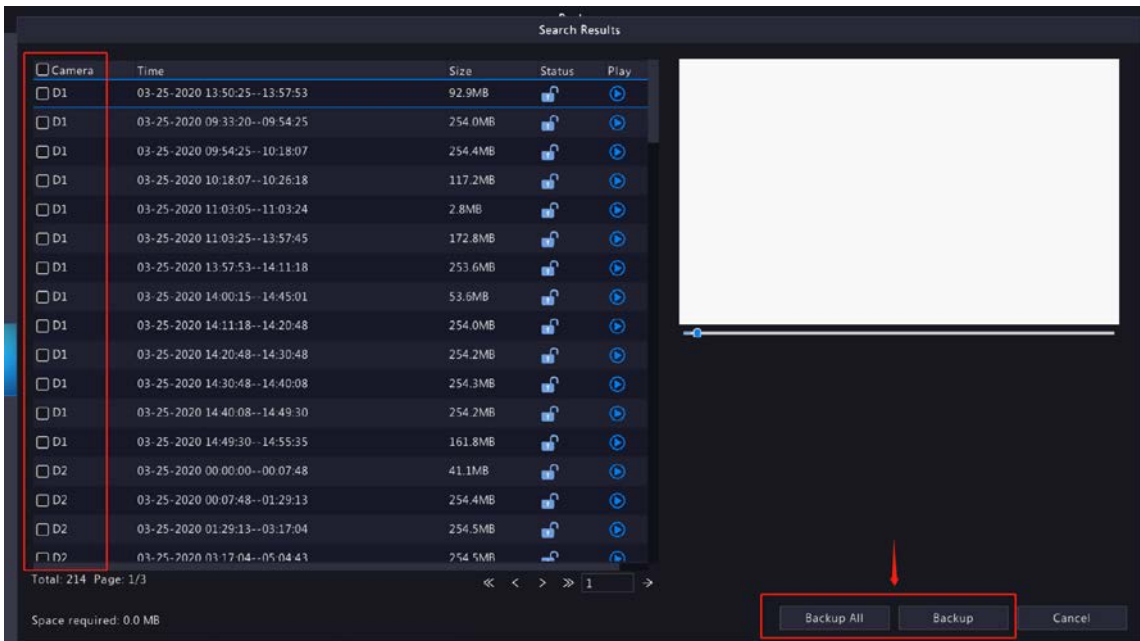 Search Results
Camera Time Size Status Play
D1 03-25-2020 13:50:25--13:57:53 92.9MB
D1 03-25-2020 09:33:20--09:54:25 254.0MB
D1 03-25-2020 09:54:25--10:18:07 254.4MB
D1 03-25-2020 10:18:07--10:26:18 117.2MB
D1 03-25-2020 11:03:05--11:03:24 2.8MB
D1 03-25-2020 11:03:25--13:57:45 172.8MB
D1 03-25-2020 13:57:53--14:11:18 253.6MB
D1 03-25-2020 14:00:15--14:45:01 53.6MB
D1 03-25-2020 14:11:18--14:20:48 254.0MB
D1 03-25-2020 14:20:48--14:30:48 254.2MB
D1 03-25-2020 14:30:48--14:40:08 254.3MB
D1 03-25-2020 14:40:08--14:49:30 254.2MB
D1 03-25-2020 14:49:30--14:55:35 161.8MB
D2 03-25-2020 00:00:00--00:07:48 41.1MB
D2 03-25-2020 00:07:48--01:29:13 254.4MB
D2 03-25-2020 01:29:13--03:17:04 254.5MB
D2 03-25-2020 03:17:04--05:04:43 254.5MB
Total: 214 Page: 1/3
1
Space required: 0.0 MB
Backup All Backup Cancel